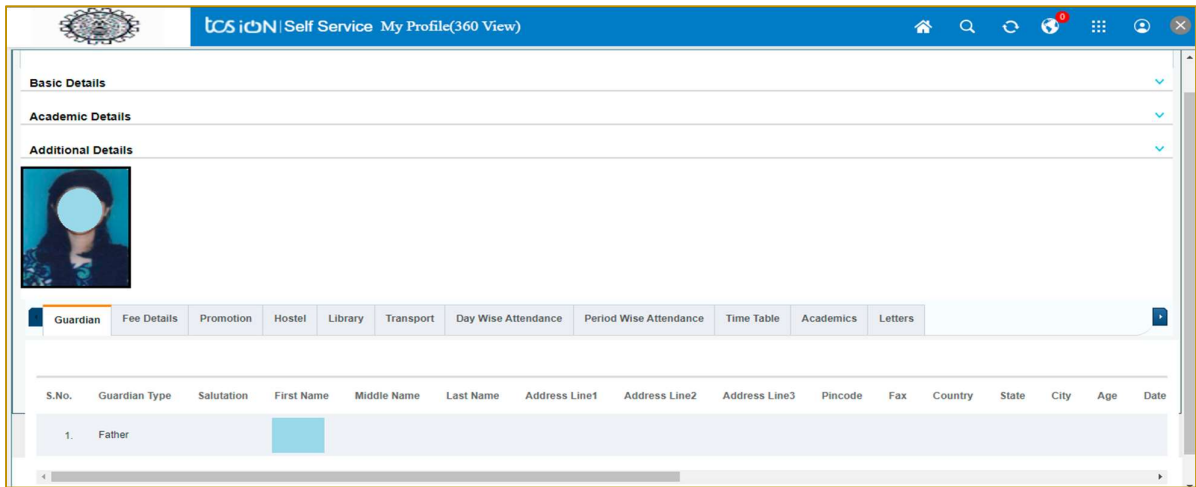 tCS iON | Self Service My Profile(360 View)
0
Basic Details
Academic Details
Additional Details
Guardian Fee Details Promotion Hostel Library Transport Day Wise Attendance Period Wise Attendance Time Table Academics Letters
S.No. Guardian Type Salutation First Name Middle Name Last Name Address Line1 Address Line2 Address Line3 Pincode Fax Country State City Age Date
1. Father